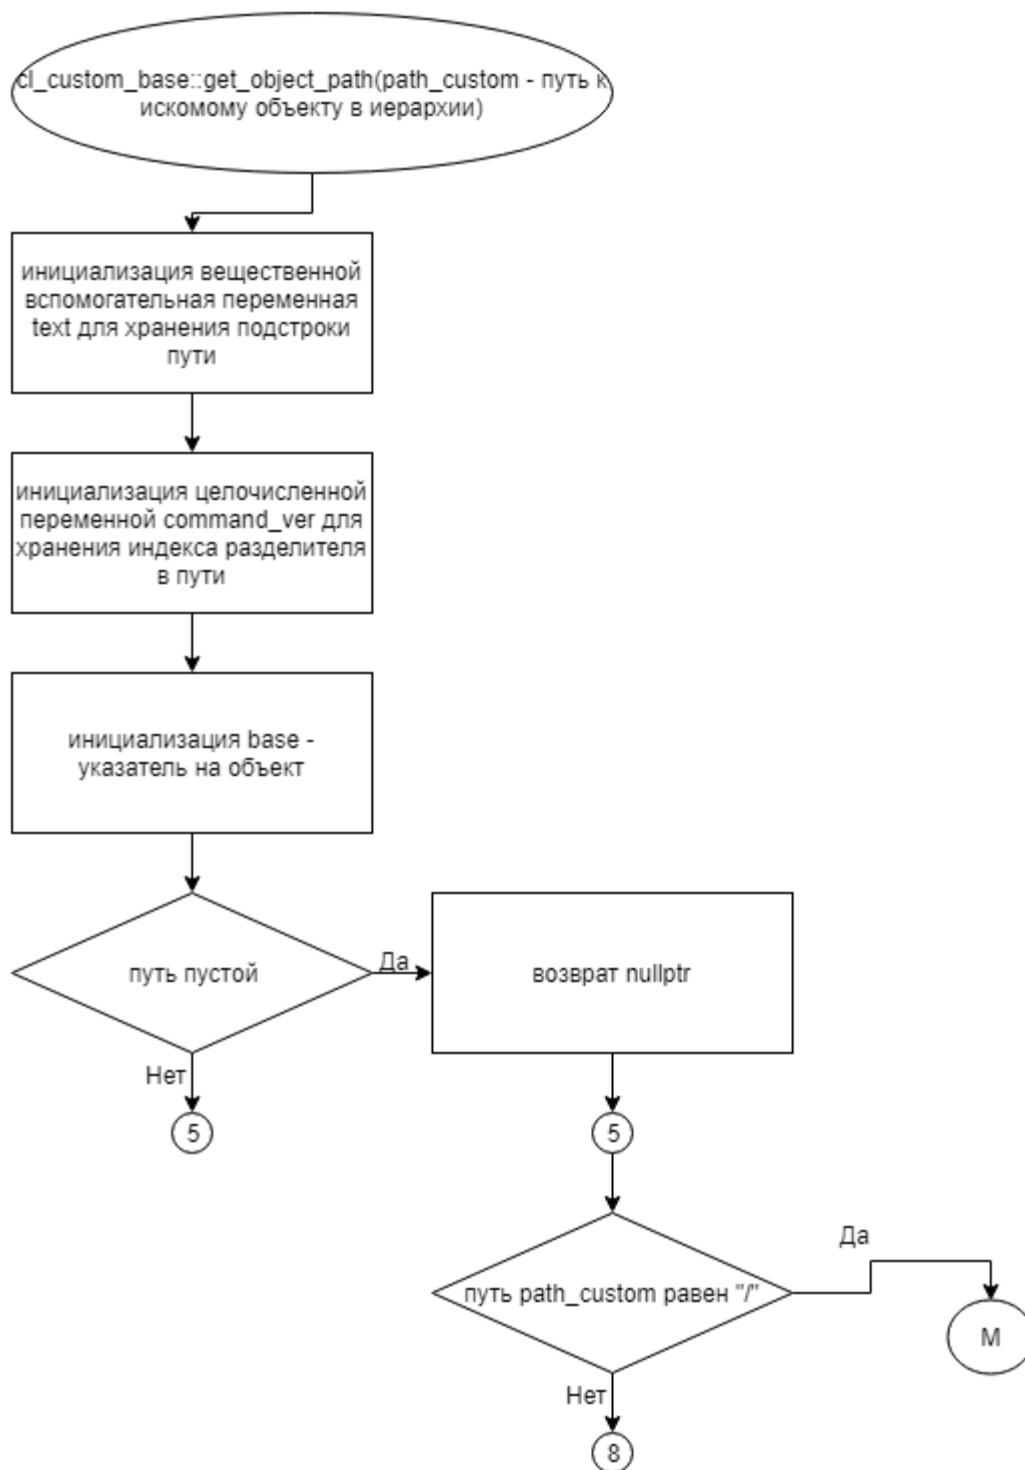 cl_custom_base::get_object_path(path_custom - путь к
искомому объекту в иерархии)
инициализация вещественной
вспомогательная переменная
text для хранения подстроки
пути
инициализация целочисленной
переменной command_ver для
хранения индекса разделителя
в пути
инициализация base -
указатель на объект
путь пустой
Да
возврат nullptr
Нет
5
5
путь path_custom равен "/"
Да
М
Нет
8